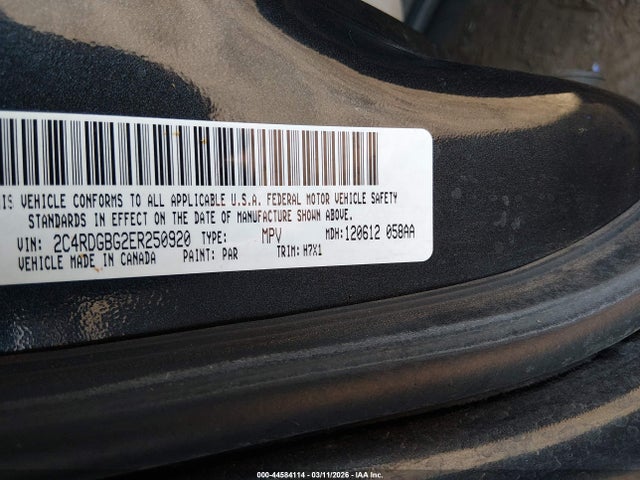 IS VEHICLE CONFORMS TO ALL APPLICABLE U.S.A. FEDERAL MOTOR VEHICLE SAFETY
STANDARDS IN EFFECT ON THE DATE OF MANUFACTURE SHOWN ABOVE.
VIN: 2C4RDGBG2ER250920 TYPE: MPV MDH: 120612 058AA
VEHICLE MADE IN CANADA PAINT: PAR TRIM: H7X1
000-44584114 | 03/11/2026 | © IAA Inc.